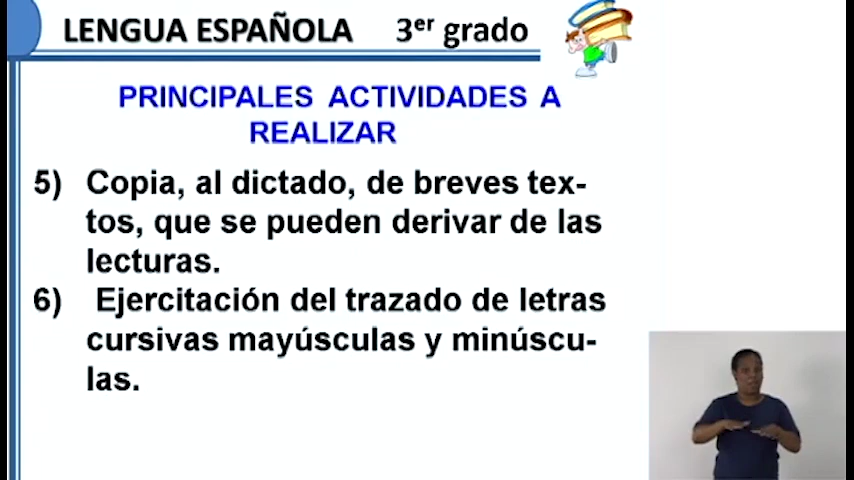 LENGUA ESPAÑOLA 3er grado
PRINCIPALES ACTIVIDADES A
REALIZAR
5) Copia, al dictado, de breves tex-
tos, que se pueden derivar de las
lecturas.
6) Ejercitación del trazado de letras
cursivas mayúsculas y minúscu-
las.